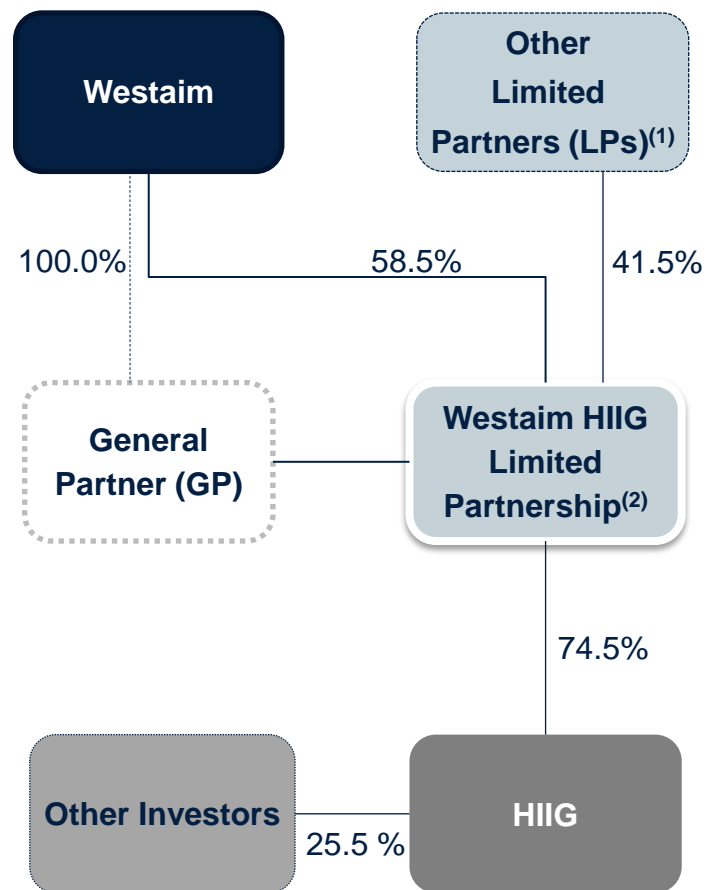 Westaim
Other
Limited
Partners (LPs)(1)
100.0%
58.5%
41.5%
General
Partner (GP)
Westaim HIIG
Limited
Partnership(2)
74.5%
Other Investors
HIIG
25.5 %